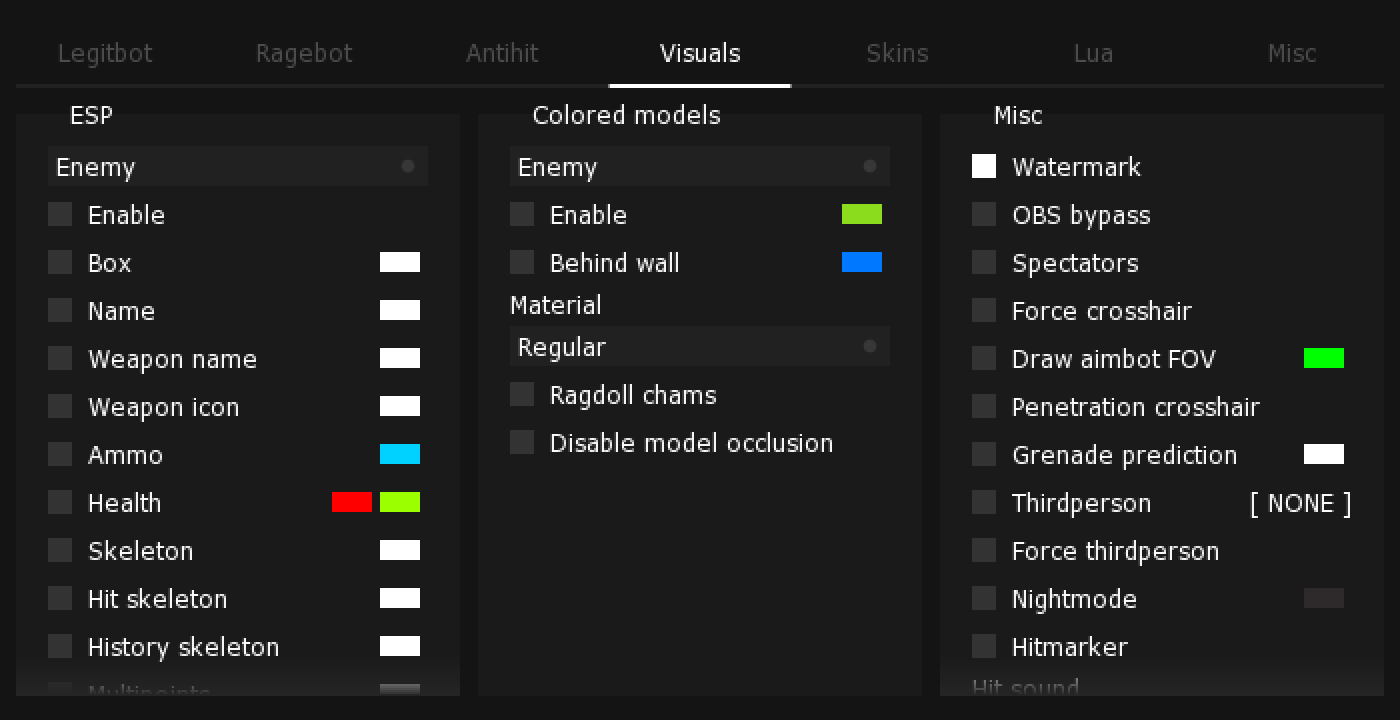 Legitbot Ragebot Antihit Visuals Skins Lua Misc
ESP
Enemy
Enable
Box
Name
Weapon name
Weapon icon
Ammo
Health
Skeleton
Hit skeleton
History skeleton
Multipoints
Colored models
Enemy
Enable
Behind wall
Material
Regular
Ragdoll chams
Disable model occlusion
Misc
Watermark
OBS bypass
Spectators
Force crosshair
Draw aimbot FOV
Penetration crosshair
Grenade prediction
Thirdperson [ NONE ]
Force thirdperson
Nightmode
Hitmarker
Hit sound